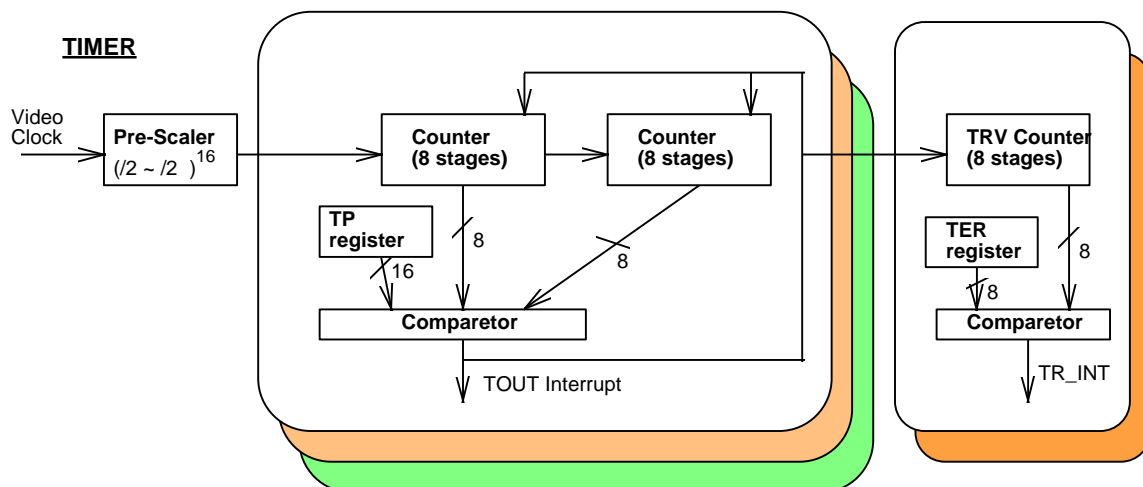 TIMER
Video
Clock
Pre-Scaler
(/2 ~ /2 )16
Counter
(8 stages)
Counter
(8 stages)
TRV Counter
(8 stages)
TP
register
8
8
16
TER
register
8
8
Comparetor
Comparetor
TOUT Interrupt
TR_INT